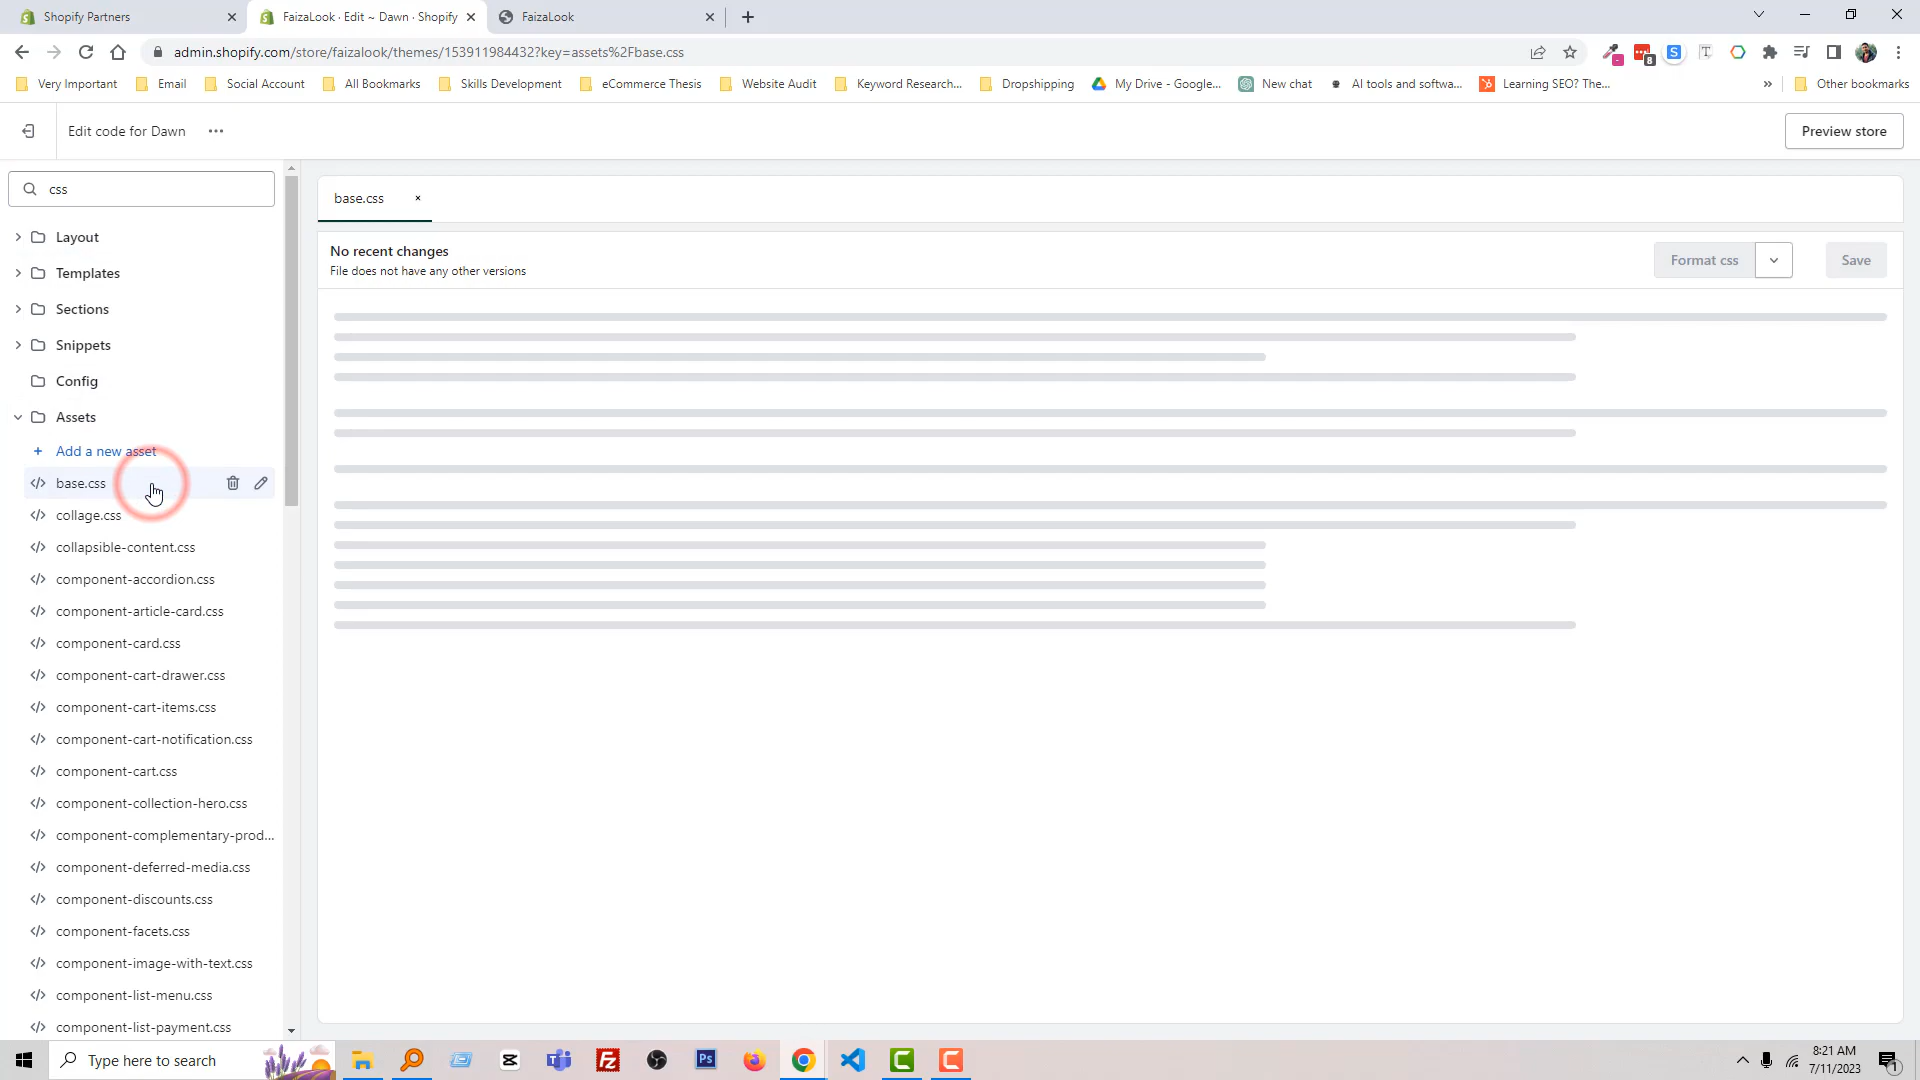 Shopify Partners
FaizaLook · Edit ~ Dawn · Shopify
FaizaLook
admin.shopify.com/store/faizalook/themes/153911984432?key=assets%2Fbase.css
8
Very Important
Email
Social Account
All Bookmarks
Skills Development
eCommerce Thesis
Website Audit
Keyword Research...
Dropshipping
My Drive - Google...
New chat
AI tools and softwa...
Learning SEO? The...
»
Other bookmarks
Edit code for Dawn
Preview store
css
base.css
Layout
No recent changes
File does not have any other versions
Format css
Save
Templates
Sections
Snippets
Config
Assets
Add a new asset
base.css
collage.css
collapsible-content.css
component-accordion.css
component-article-card.css
component-card.css
component-cart-drawer.css
component-cart-items.css
component-cart-notification.css
component-cart.css
component-collection-hero.css
component-complementary-prod...
component-deferred-media.css
component-discounts.css
component-facets.css
component-image-with-text.css
component-list-menu.css
component-list-payment.css
Type here to search
Ps
8:21 AM
7/11/2023
1